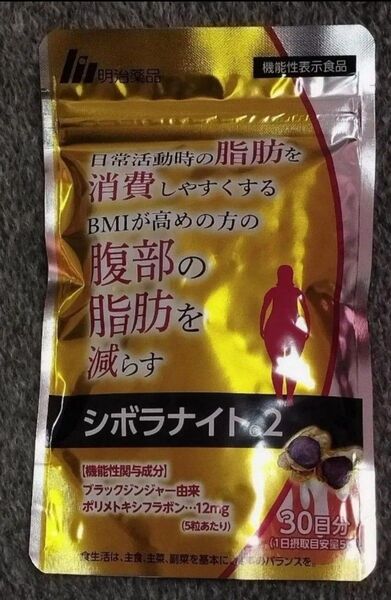 明治薬品
機能性表示食品
日常活動時の脂肪を
消費しやすくする
BMIが高めの方の
腹部の
脂肪を
減らす
シボラナイト®2
【機能性関与成分】
ブラックジンジャー由来
ポリメトキシフラボン…12mg
(5粒あたり)
30日分
(1日摂取目安量5
食生活は、主食、主菜、副菜を基本に、食事のバランスを。